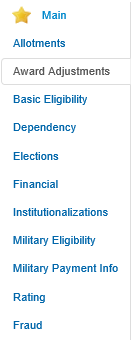 Main
Allotments
Award Adjustments
Basic Eligibility
Dependency
Elections
Financial
Institutionalizations
Military Eligibility
Military Payment Info
Rating
Fraud